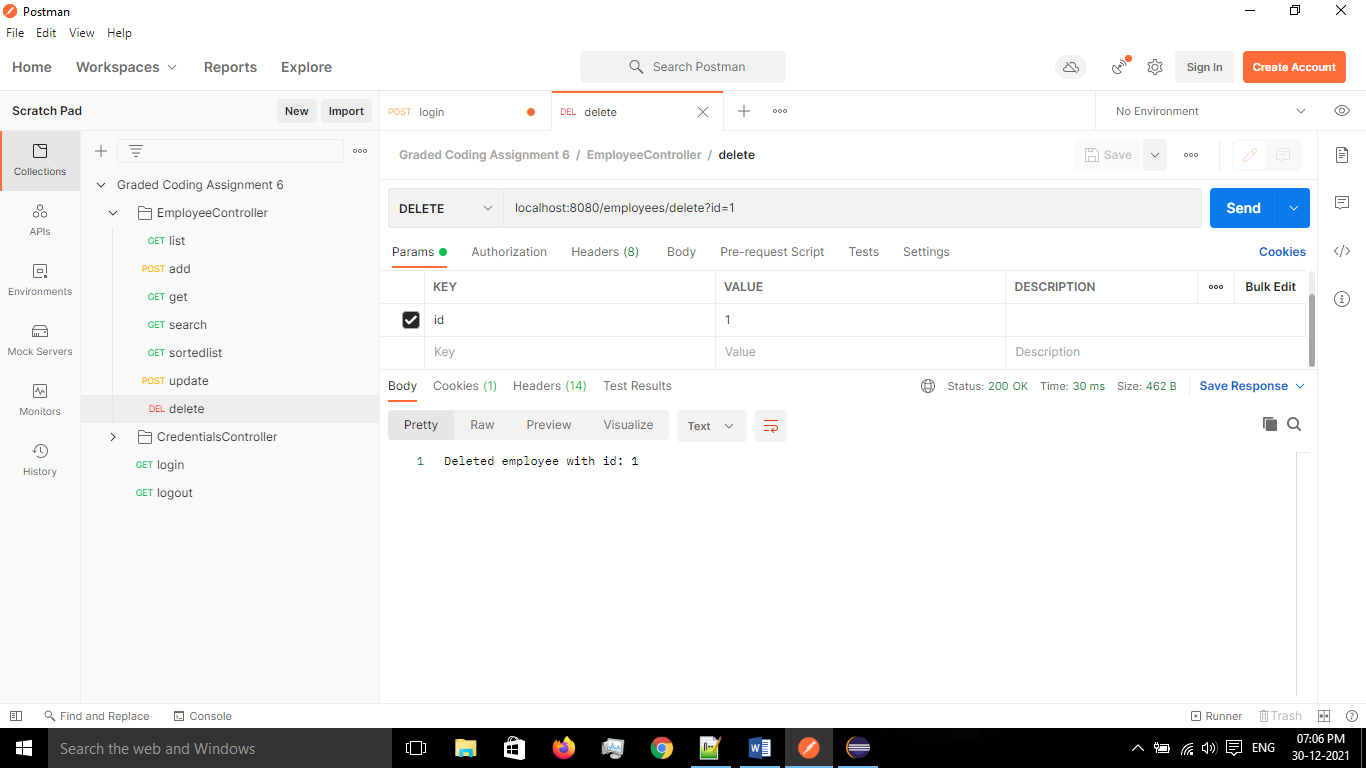 Postman
File Edit View Help
Home Workspaces Reports Explore Search Postman Sign In Create Account
Scratch Pad New Import
POST login DEL delete No Environment
Graded Coding Assignment 6 / EmployeeController / delete Save
Collections
APIs
Environments
Mock Servers
Monitors
History
Graded Coding Assignment 6
EmployeeController
GET list
POST add
GET get
GET search
GET sortedlist
POST update
DEL delete
CredentialsController
GET login
GET logout
DELETE localhost:8080/employees/delete?id=1 Send
Params Authorization Headers (8) Body Pre-request Script Tests Settings Cookies
KEY VALUE DESCRIPTION Bulk Edit
id 1
Key Value Description
Body Cookies (1) Headers (14) Test Results Status: 200 OK Time: 30 ms Size: 462 B Save Response
Pretty Raw Preview Visualize Text
1 Deleted employee with id: 1
Find and Replace Console Runner Trash
Search the web and Windows
ENG
07:06 PM
30-12-2021